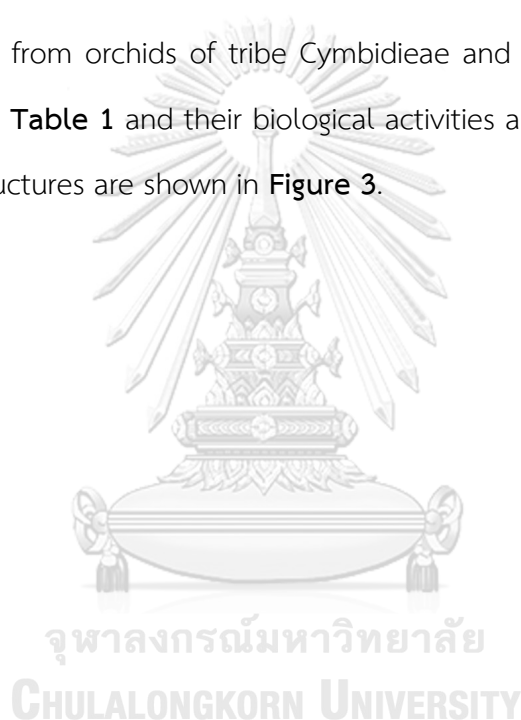 from orchids of tribe Cymbidieae and
Table 1 and their biological activities a
uctures are shown in Figure 3.
จุฬาลงกรณ์มหาวิทยาลัย
CHULALONGKORN UNIVERSITY